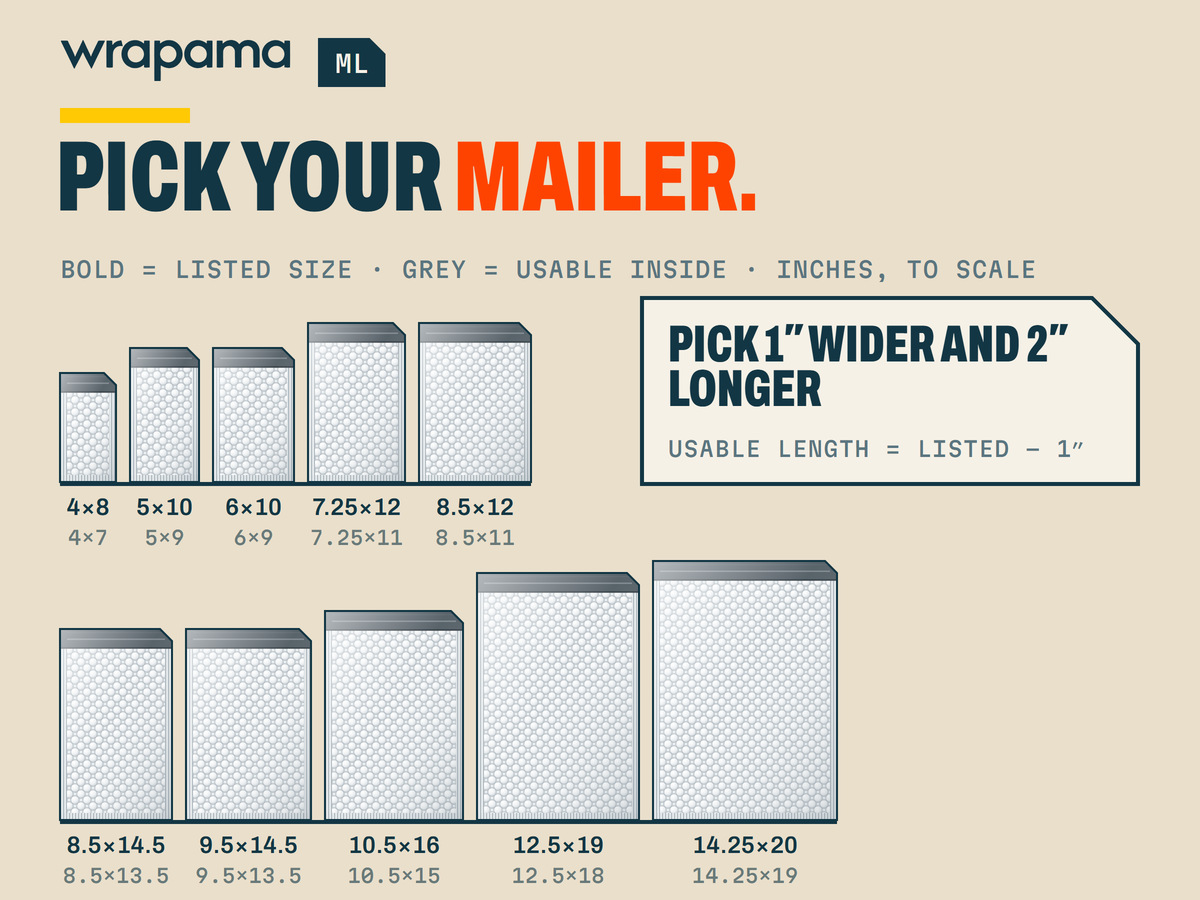 wrapama ML
PICK YOUR MAILER.
BOLD = LISTED SIZE · GREY = USABLE INSIDE · INCHES, TO SCALE
PICK 1″ WIDER AND 2″
LONGER
USABLE LENGTH = LISTED − 1″
4×8 5×10 6×10 7.25×12 8.5×12
4×7 5×9 6×9 7.25×11 8.5×11
8.5×14.5 9.5×14.5 10.5×16 12.5×19 14.25×20
8.5×13.5 9.5×13.5 10.5×15 12.5×18 14.25×19